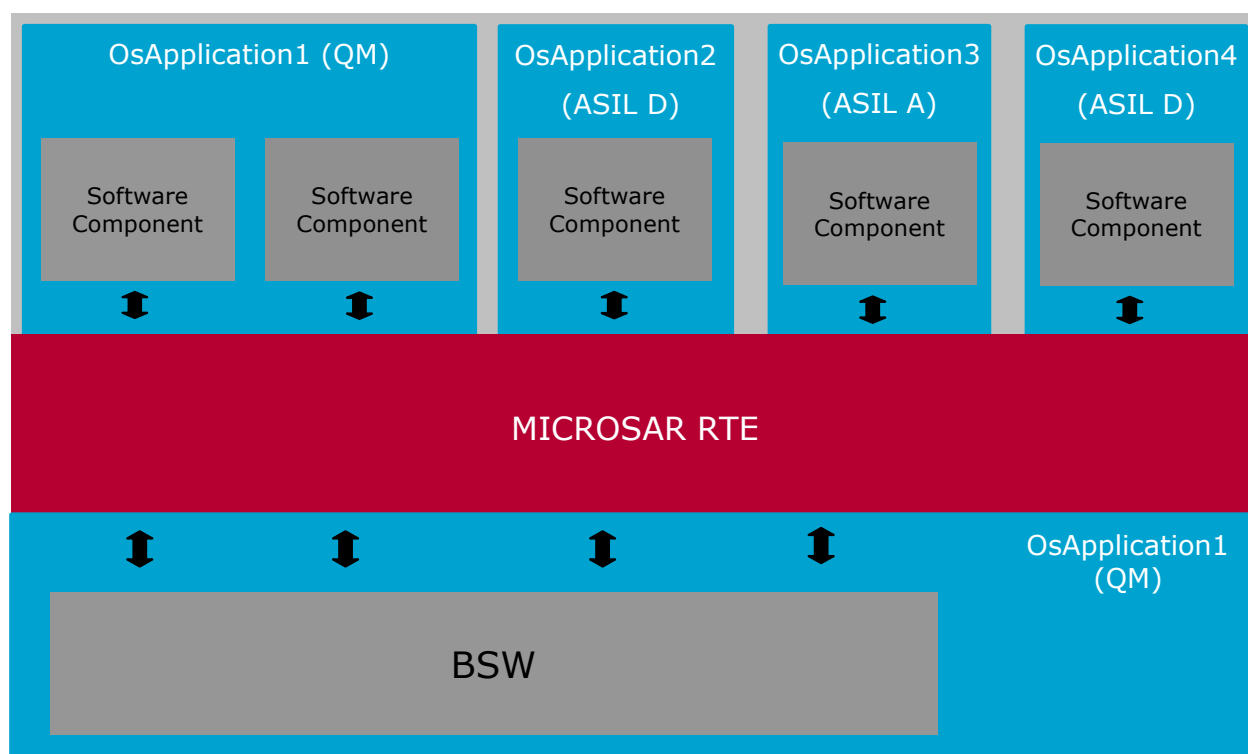 OsApplication1 (QM)
OsApplication2
(ASIL D)
OsApplication3
(ASIL A)
OsApplication4
(ASIL D)
Software
Component
Software
Component
Software
Component
Software
Component
Software
Component
MICROSAR RTE
OsApplication1
(QM)
BSW